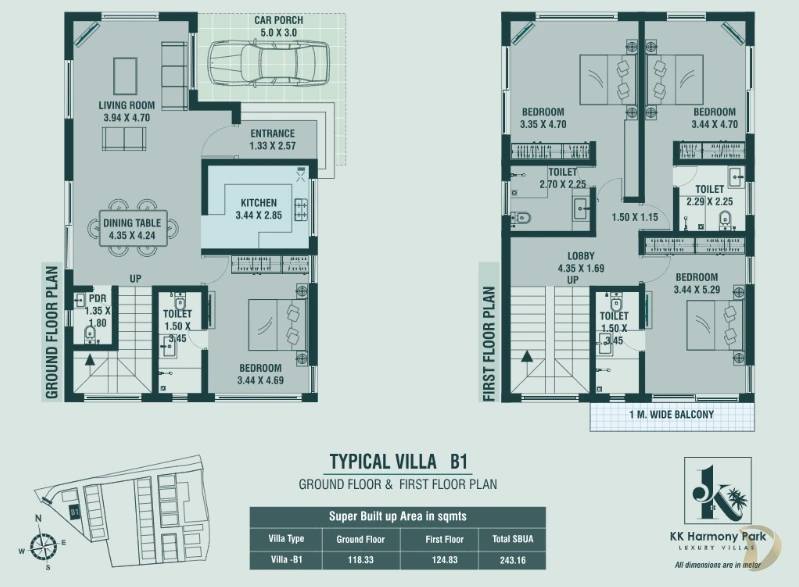 CAR PORCH
5.0 X 3.0
LIVING ROOM
3.94 X 4.70
ENTRANCE
1.33 X 2.57
KITCHEN
3.44 X 2.85
DINING TABLE
4.35 X 4.24
UP
PDR
1.35 X
1.80
TOILET
1.50 X
3.45
BEDROOM
3.44 X 4.69
GROUND FLOOR PLAN
BEDROOM
3.35 X 4.70
BEDROOM
3.44 X 4.70
TOILET
2.70 X 2.25
TOILET
2.29 X 2.25
1.50 X 1.15
LOBBY
4.35 X 1.69
UP
BEDROOM
3.44 X 5.29
TOILET
1.50 X
3.45
1 M. WIDE BALCONY
FIRST FLOOR PLAN
TYPICAL VILLA B1
GROUND FLOOR & FIRST FLOOR PLAN
Super Built up Area in sqmts
Villa Type Ground Floor First Floor Total SBUA
Villa -B1 118.33 124.83 243.16
B1
N
W E
S
KK Harmony Park
LUXURY VILLAS
All dimensions are in meter